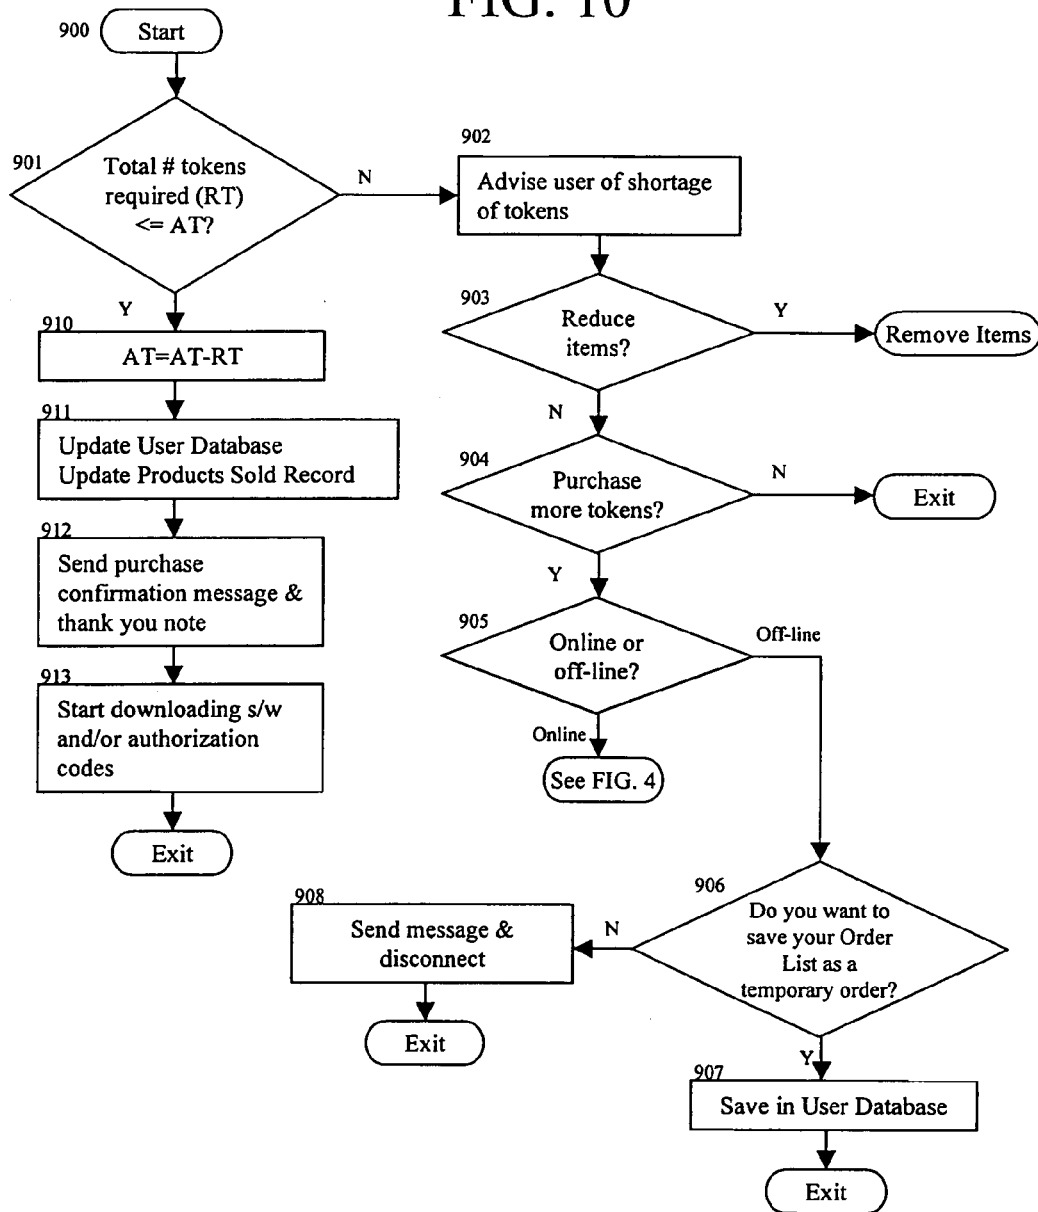 FIG. 10
900
Start
901
Total # tokens
required (RT)
<= AT?
N
902
Advise user of shortage
of tokens
Y
903
Reduce
items?
Y
Remove Items
910
AT=AT-RT
N
911
Update User Database
Update Products Sold Record
904
Purchase
more tokens?
N
Exit
912
Send purchase
confirmation message &
thank you note
Y
905
Online or
off-line?
Off-line
913
Start downloading s/w
and/or authorization
codes
Online
See FIG. 4
Exit
906
Do you want to
save your Order
List as a
temporary order?
N
908
Send message &
disconnect
Exit
Y
907
Save in User Database
Exit